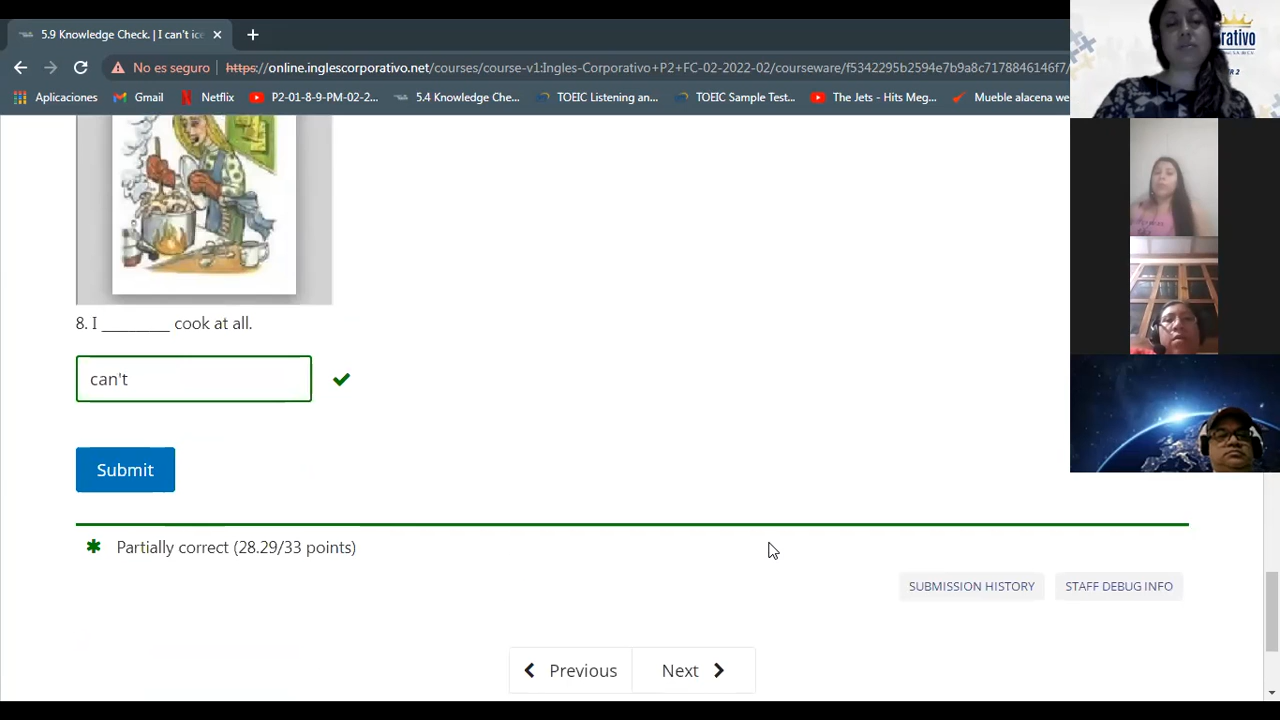 5.9 Knowledge Check. | I can't ice
No es seguro
https://online.inglescorporativo.net/courses/course-v1Ingles-Corporativo+P2+FC-02-2022-02/courseware/f5342295b2594e7b9a8c7178846146f7/
Aplicaciones
Gmail
Netflix
P2-01-8-9-PM-02-2...
5.4 Knowledge Che...
TOEIC Listening an...
TOEIC Sample Test...
The Jets - Hits Meg...
Mueble alacena we
rativo
8. I ________ cook at all.
can't
Submit
Partially correct (28.29/33 points)
SUBMISSION HISTORY
STAFF DEBUG INFO
Previous
Next